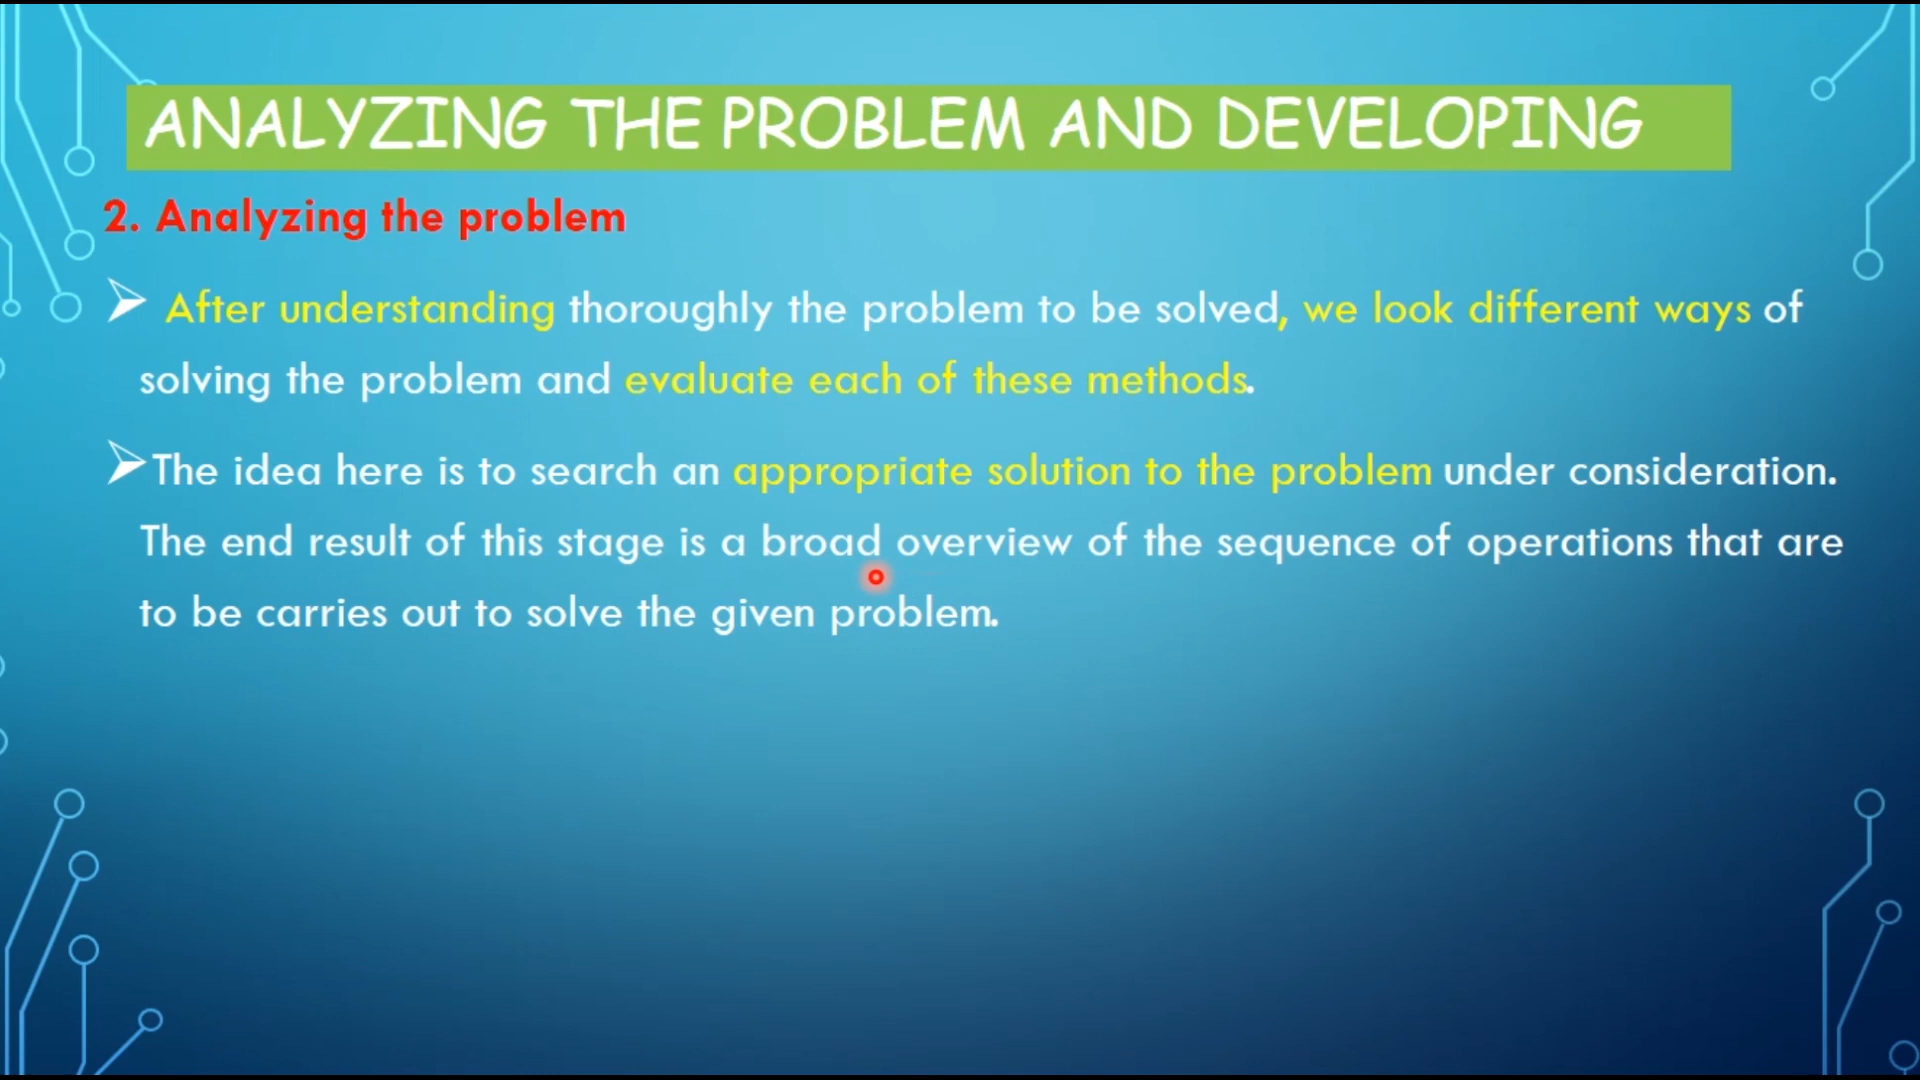 ANALYZING THE PROBLEM AND DEVELOPING
2. Analyzing the problem
After understanding thoroughly the problem to be solved, we look different ways of
solving the problem and evaluate each of these methods.
The idea here is to search an appropriate solution to the problem under consideration.
The end result of this stage is a broad overview of the sequence of operations that are
to be carries out to solve the given problem.